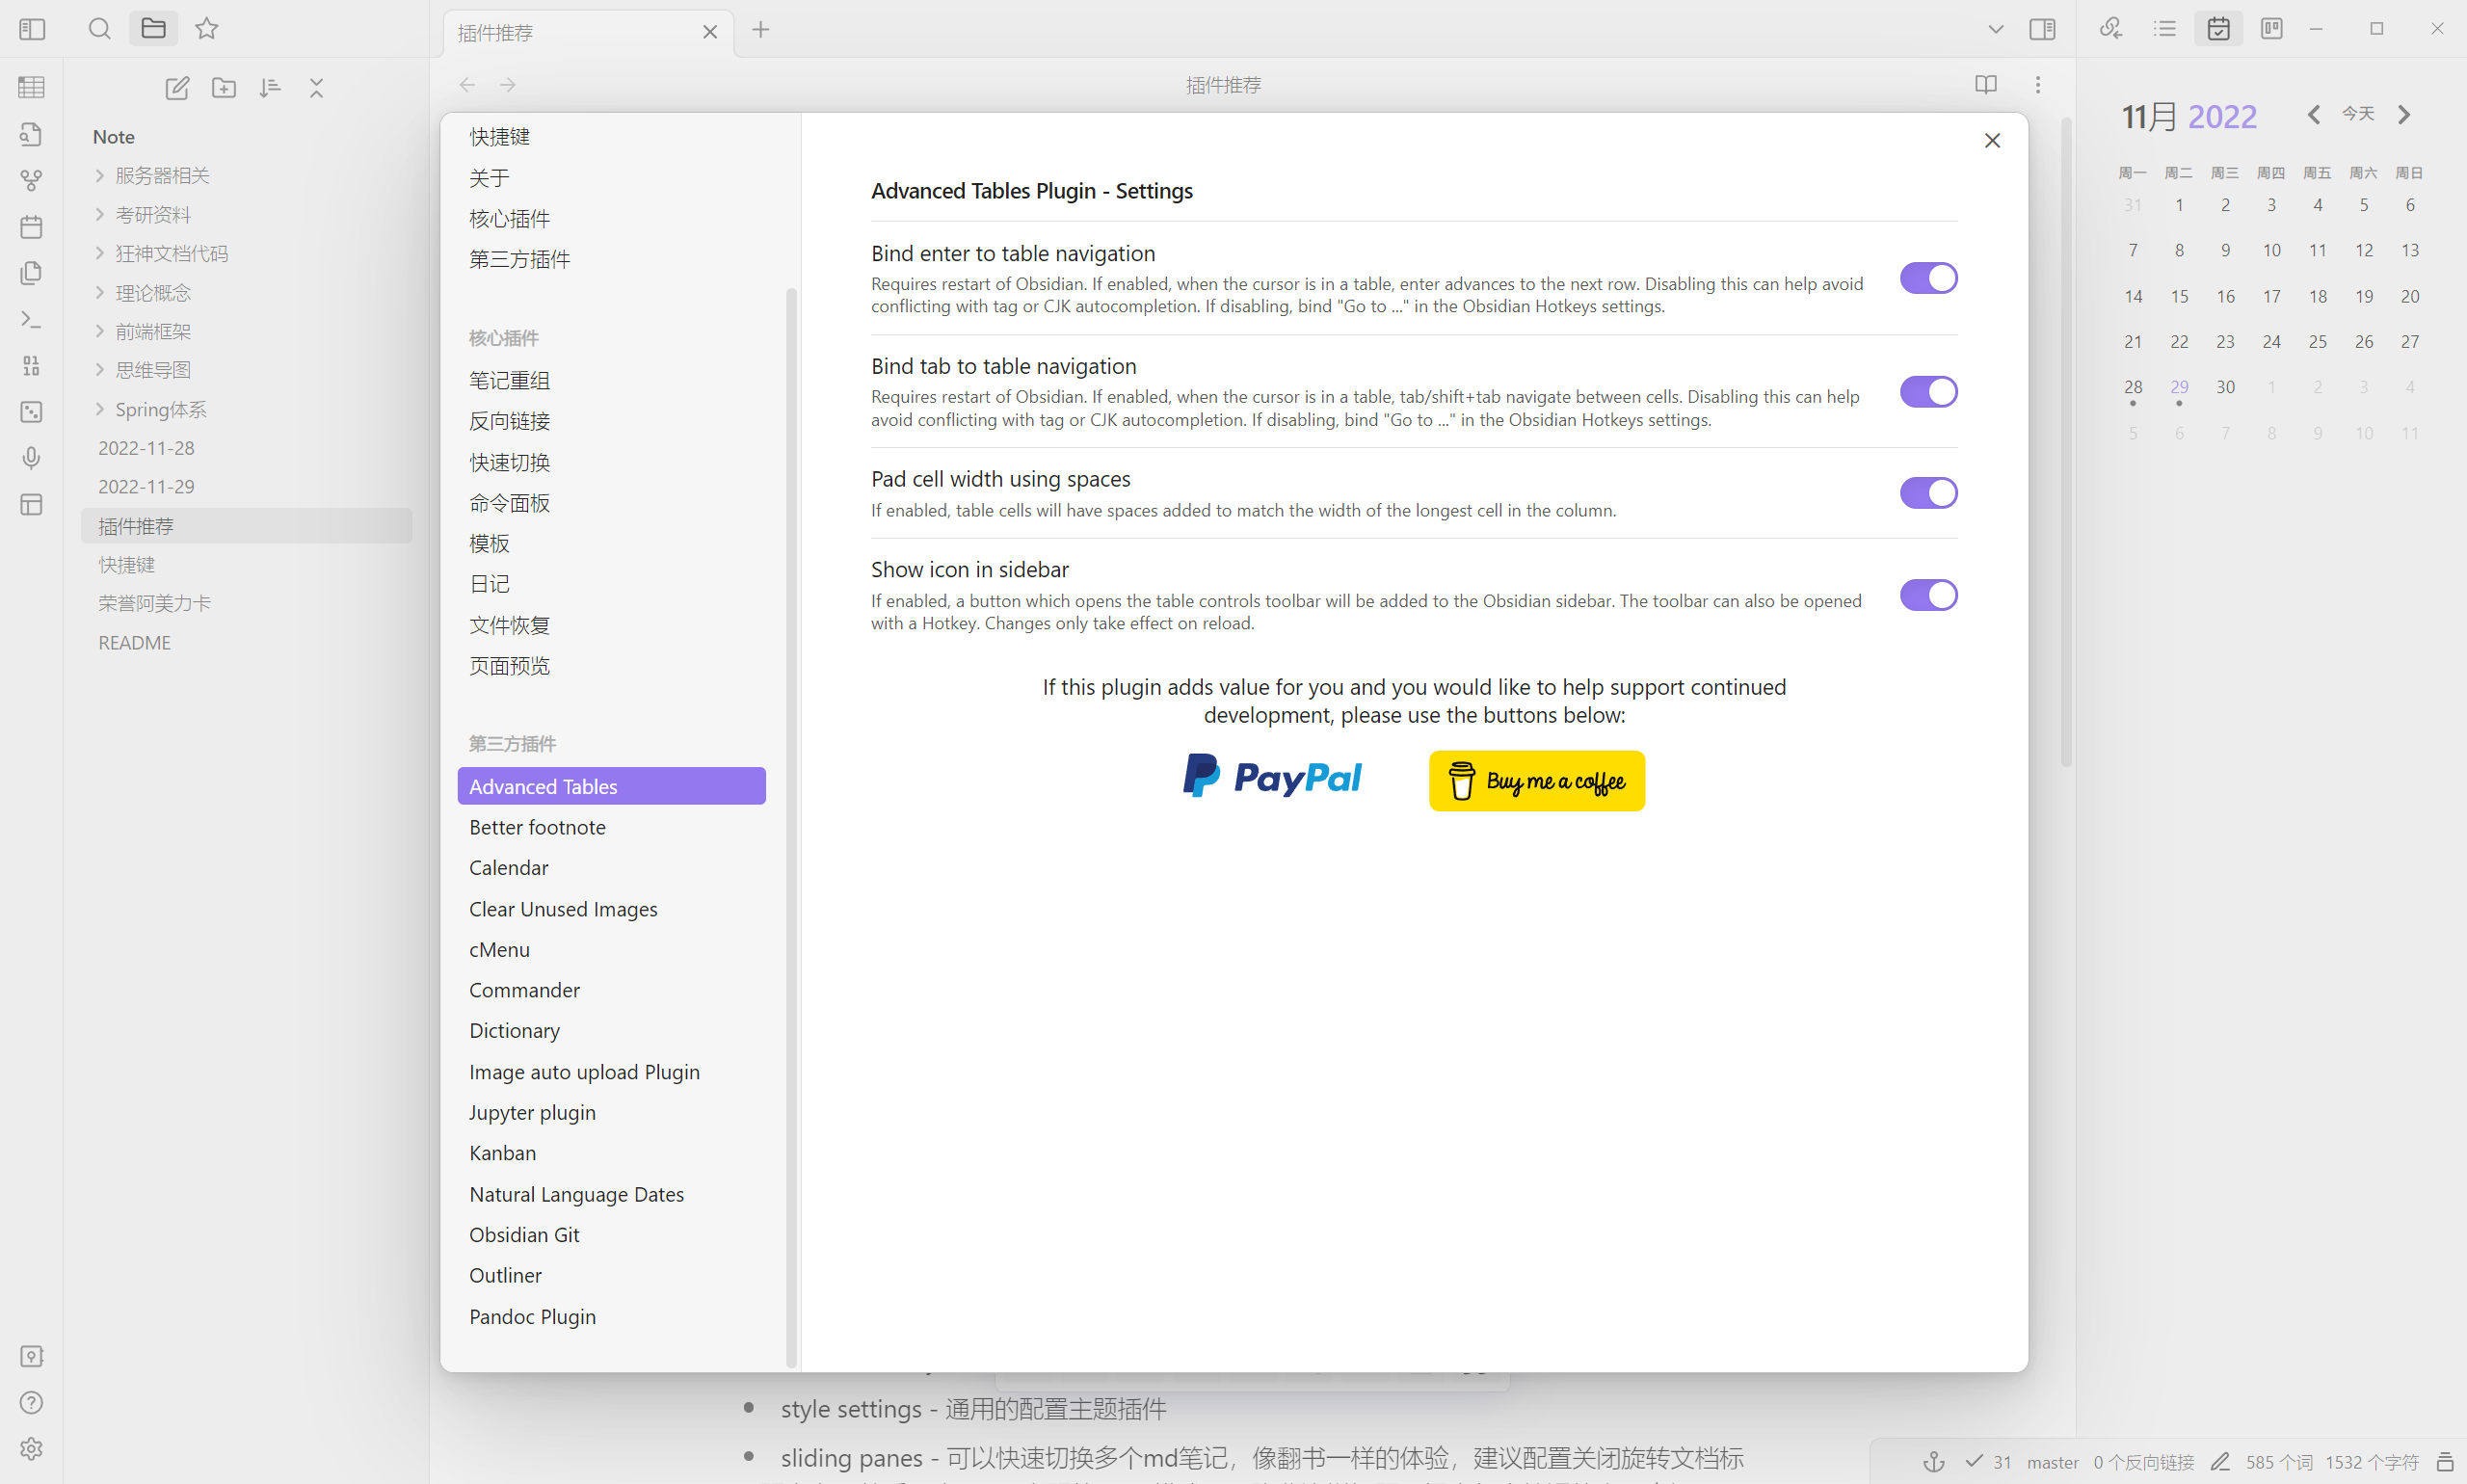 插件推荐
插件推荐
Note
服务器相关
考研资料
狂神文档代码
理论概念
前端框架
思维导图
Spring体系
2022-11-28
2022-11-29
插件推荐
快捷键
荣誉阿美力卡
README
快捷键
关于
核心插件
第三方插件
核心插件
笔记重组
反向链接
快速切换
命令面板
模板
日记
文件恢复
页面预览
第三方插件
Advanced Tables
Better footnote
Calendar
Clear Unused Images
cMenu
Commander
Dictionary
Image auto upload Plugin
Jupyter plugin
Kanban
Natural Language Dates
Obsidian Git
Outliner
Pandoc Plugin
Advanced Tables Plugin - Settings
Bind enter to table navigation
Requires restart of Obsidian. If enabled, when the cursor is in a table, enter advances to the next row. Disabling this can help avoid
conflicting with tag or CJK autocompletion. If disabling, bind "Go to ..." in the Obsidian Hotkeys settings.
Bind tab to table navigation
Requires restart of Obsidian. If enabled, when the cursor is in a table, tab/shift+tab navigate between cells. Disabling this can help
avoid conflicting with tag or CJK autocompletion. If disabling, bind "Go to ..." in the Obsidian Hotkeys settings.
Pad cell width using spaces
If enabled, table cells will have spaces added to match the width of the longest cell in the column.
Show icon in sidebar
If enabled, a button which opens the table controls toolbar will be added to the Obsidian sidebar. The toolbar can also be opened
with a Hotkey. Changes only take effect on reload.
If this plugin adds value for you and you would like to help support continued
development, please use the buttons below:
PayPal
Buy me a coffee
style settings - 通用的配置主题插件
sliding panes - 可以快速切换多个md笔记，像翻书一样的体验，建议配置关闭旋转文档标
11月 2022 今天
周一 周二 周三 周四 周五 周六 周日
31 1 2 3 4 5 6
7 8 9 10 11 12 13
14 15 16 17 18 19 20
21 22 23 24 25 26 27
28 29 30 1 2 3 4
5 6 7 8 9 10 11
31 master 0 个反向链接 585 个词 1532 个字符